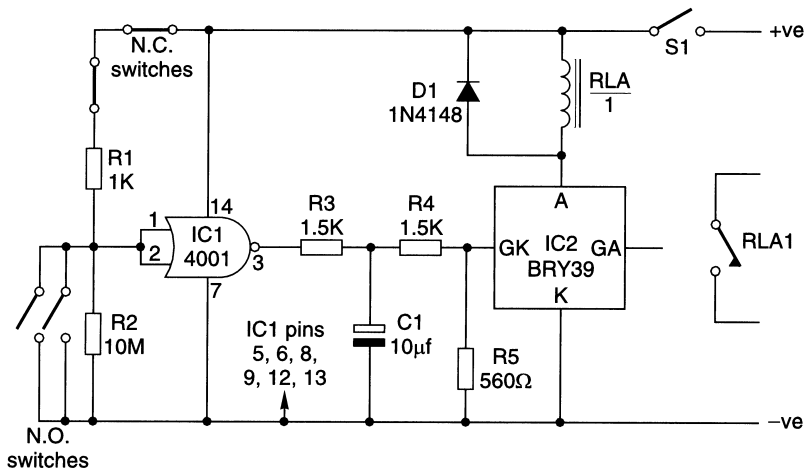 N.C.
switches
S1
+ve
D1
1N4148
RLA
1
R1
1K
1
2
14
IC1
4001
3
7
R3
1.5K
R4
1.5K
A
GK
IC2
GA
BRY39
K
RLA1
R2
10M
IC1 pins
5, 6, 8,
9, 12, 13
C1
10µf
R5
560Ω
N.O.
switches
−ve